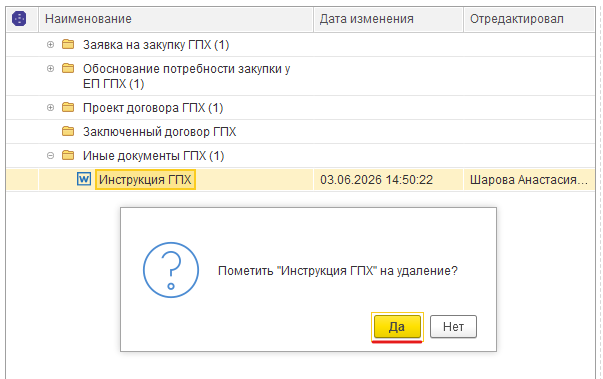 Наименование Дата изменения Отредактировал
Заявка на закупку ГПХ (1)
Обоснование потребности закупки у
ЕП ГПХ (1)
Проект договора ГПХ (1)
Заключенный договор ГПХ
Иные документы ГПХ (1)
Инструкция ГПХ 03.06.2026 14:50:22 Шарова Анастасия...
Пометить "Инструкция ГПХ" на удаление?
Да Нет